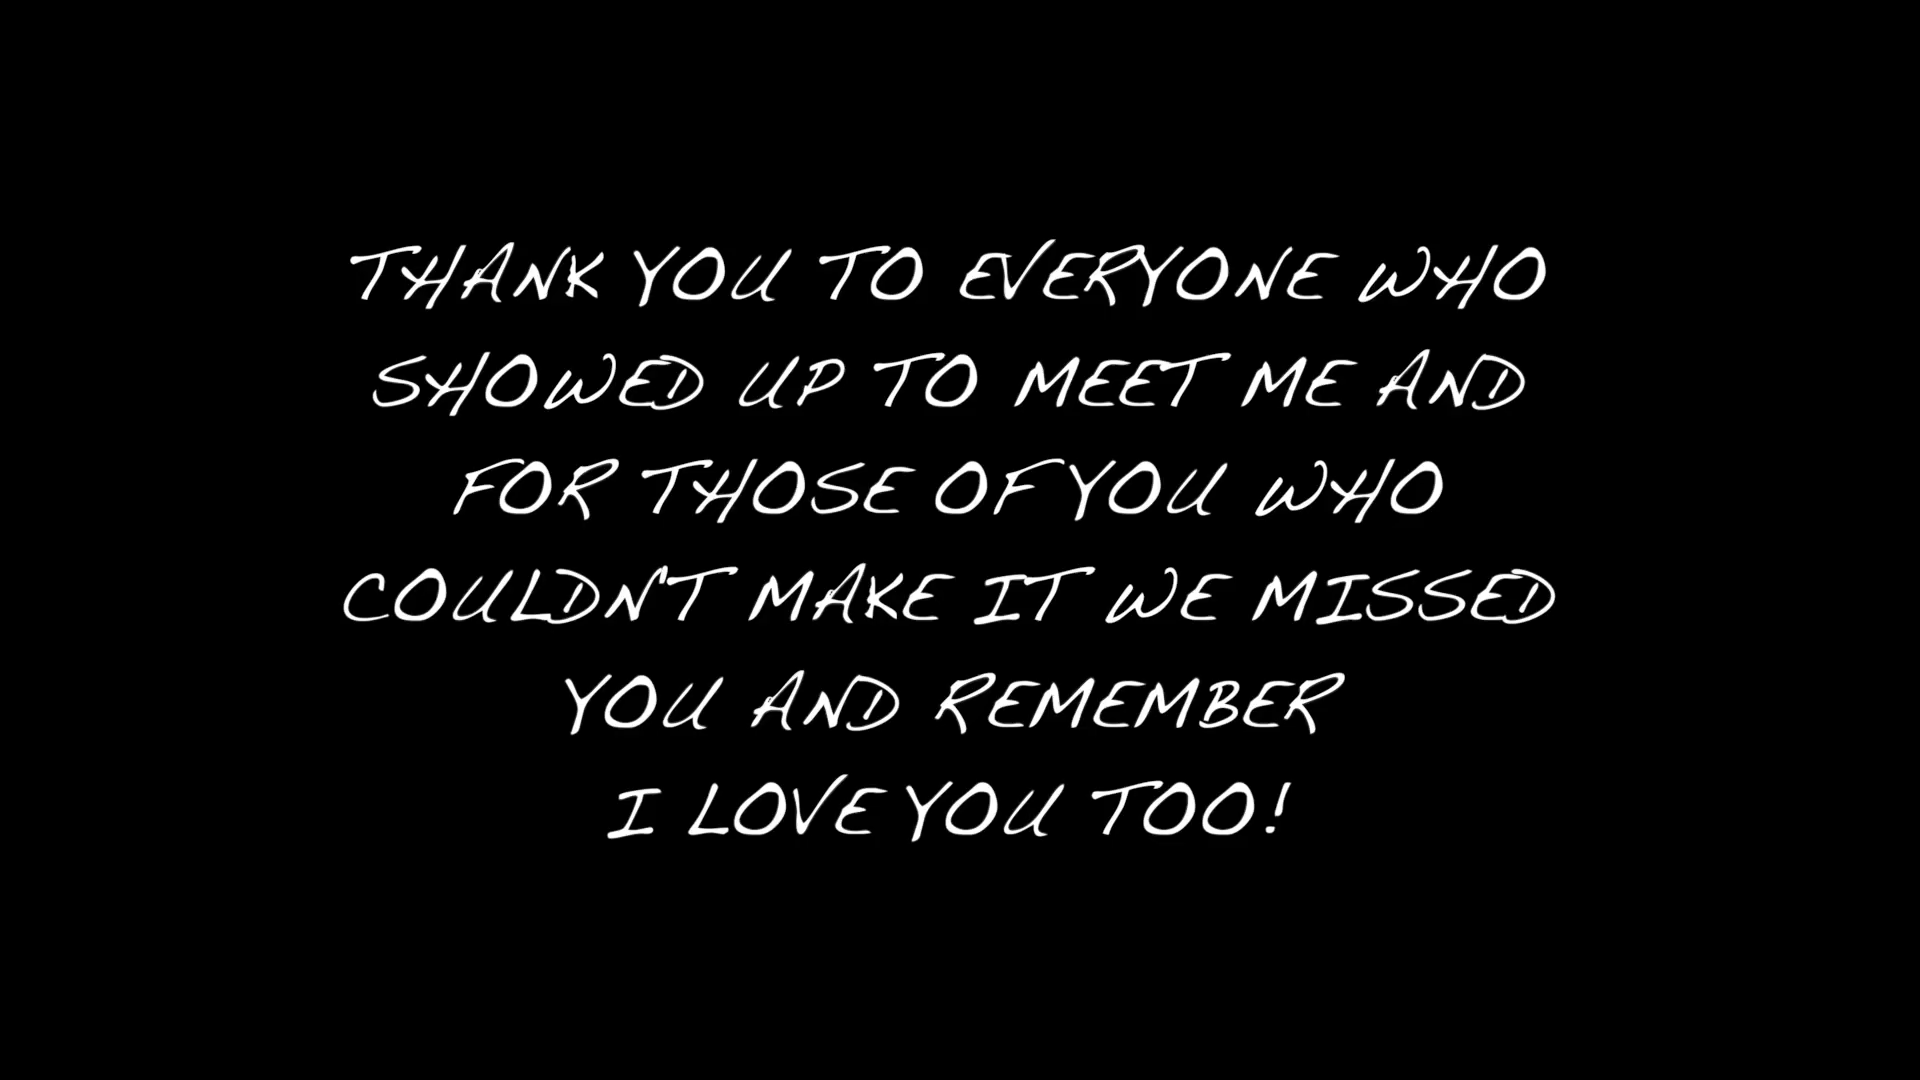 THANK YOU TO EVERYONE WHO
SHOWED UP TO MEET ME AND
FOR THOSE OF YOU WHO
COULDN'T MAKE IT WE MISSED
YOU AND REMEMBER
I LOVE YOU TOO!